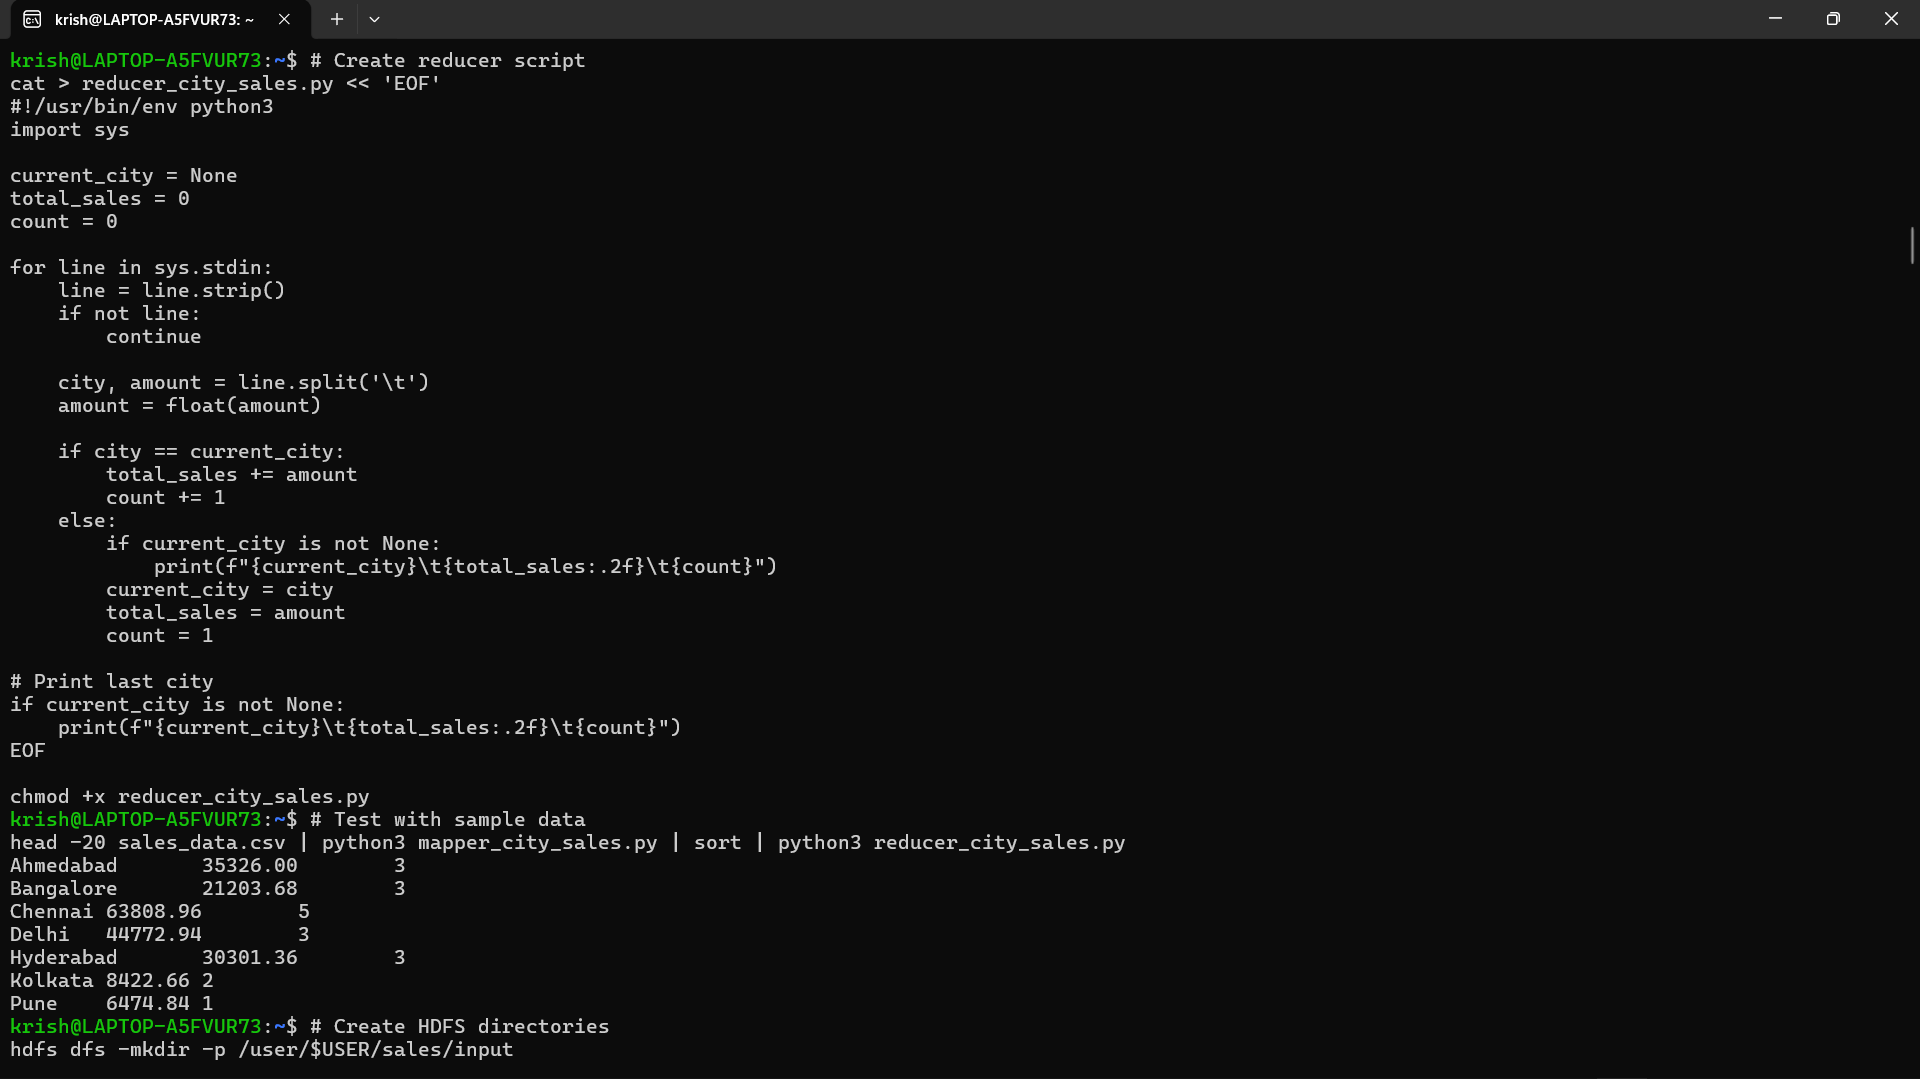 krish@LAPTOP-A5FVUR73: ~
krish@LAPTOP-A5FVUR73:~$ # Create reducer script
cat > reducer_city_sales.py << 'EOF'
#!/usr/bin/env python3
import sys

current_city = None
total_sales = 0
count = 0

for line in sys.stdin:
    line = line.strip()
    if not line:
        continue

    city, amount = line.split('\t')
    amount = float(amount)

    if city == current_city:
        total_sales += amount
        count += 1
    else:
        if current_city is not None:
            print(f"{current_city}\t{total_sales:.2f}\t{count}")
        current_city = city
        total_sales = amount
        count = 1

# Print last city
if current_city is not None:
    print(f"{current_city}\t{total_sales:.2f}\t{count}")
EOF

chmod +x reducer_city_sales.py
krish@LAPTOP-A5FVUR73:~$ # Test with sample data
head -20 sales_data.csv | python3 mapper_city_sales.py | sort | python3 reducer_city_sales.py
Ahmedabad       35326.00        3
Bangalore       21203.68        3
Chennai 63808.96        5
Delhi   44772.94        3
Hyderabad       30301.36        3
Kolkata 8422.66 2
Pune    6474.84 1
krish@LAPTOP-A5FVUR73:~$ # Create HDFS directories
hdfs dfs -mkdir -p /user/$USER/sales/input